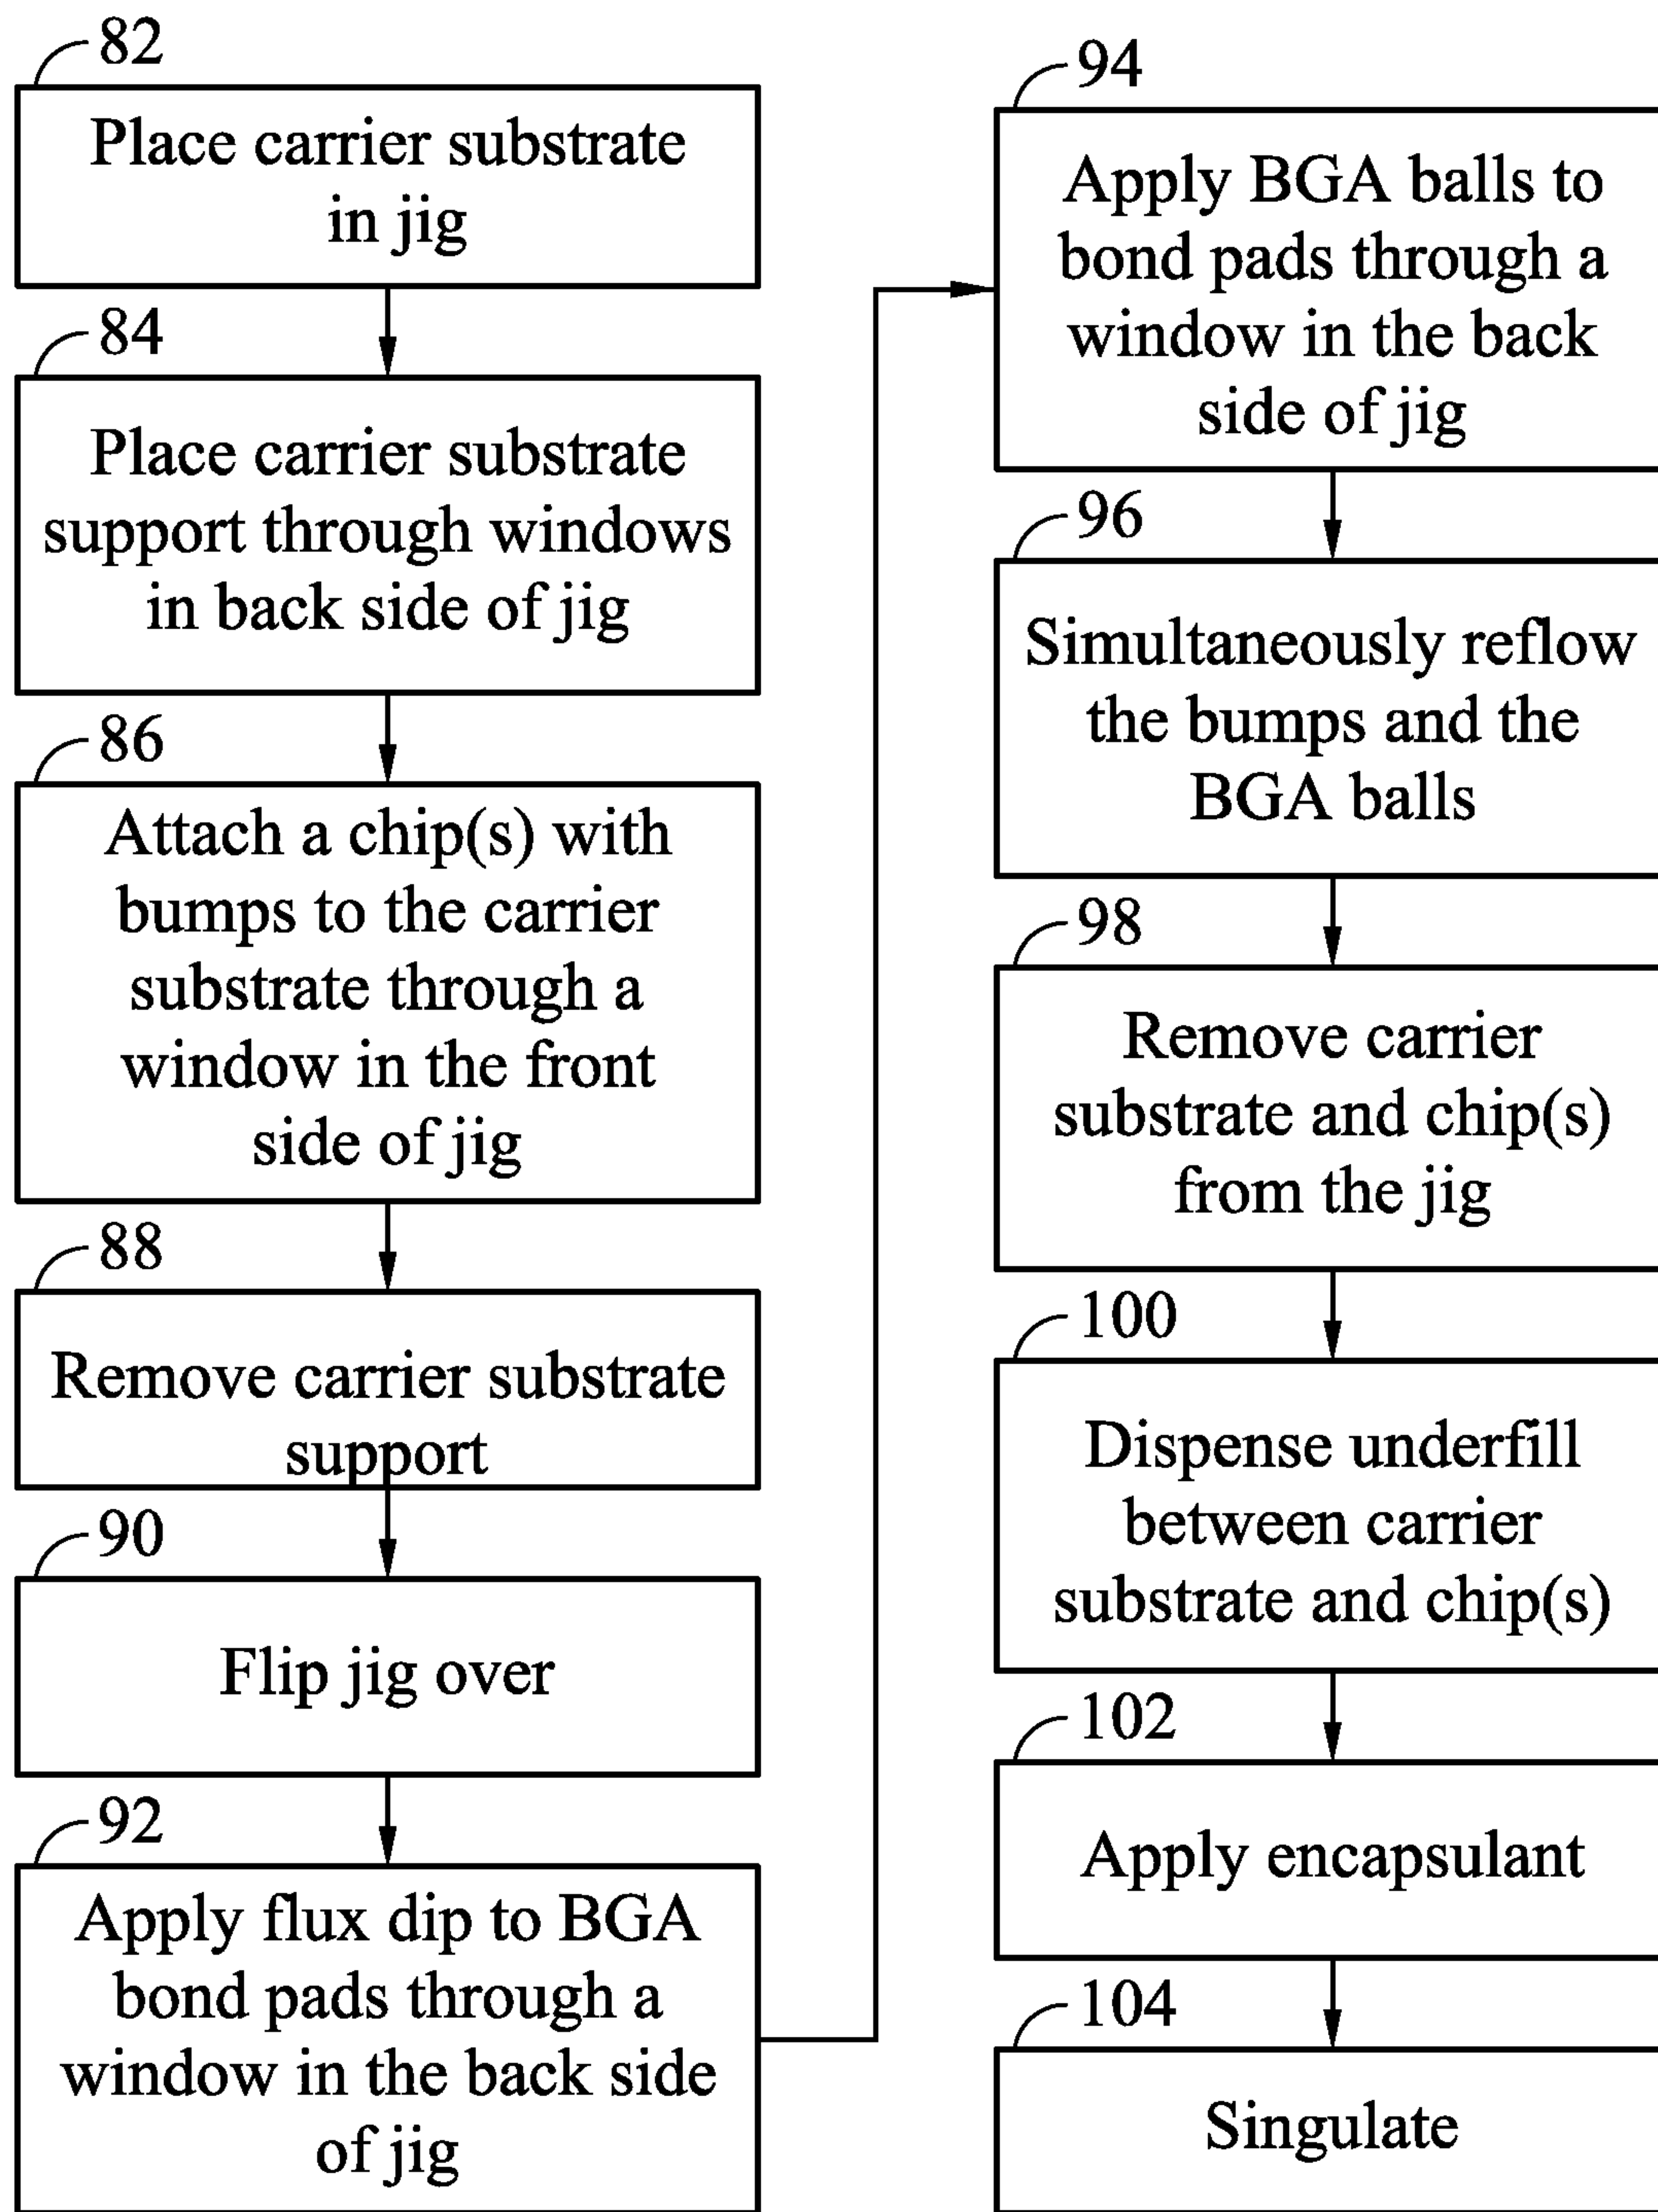 82
Place carrier substrate
in jig
84
Place carrier substrate
support through windows
in back side of jig
86
Attach a chip(s) with
bumps to the carrier
substrate through a
window in the front
side of jig
88
Remove carrier substrate
support
90
Flip jig over
92
Apply flux dip to BGA
bond pads through a
window in the back side
of jig
94
Apply BGA balls to
bond pads through a
window in the back
side of jig
96
Simultaneously reflow
the bumps and the
BGA balls
98
Remove carrier
substrate and chip(s)
from the jig
100
Dispense underfill
between carrier
substrate and chip(s)
102
Apply encapsulant
104
Singulate